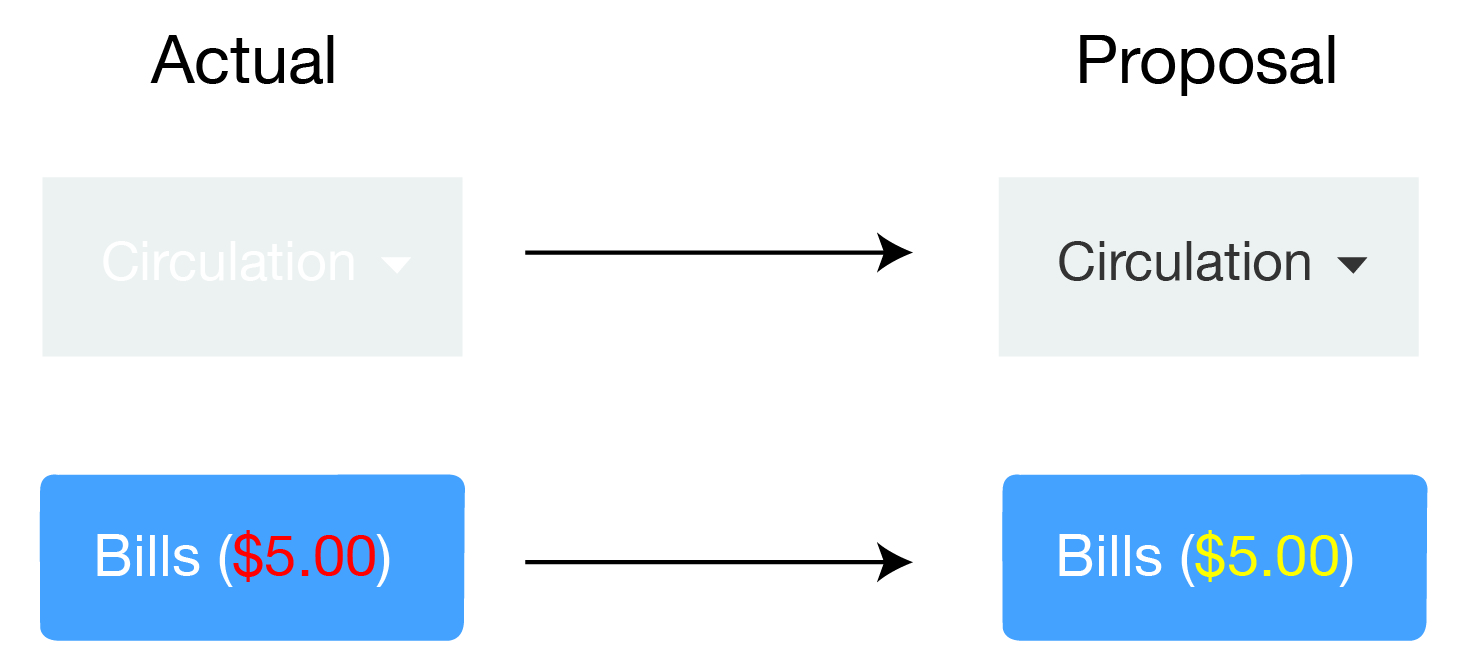 Actual
Proposal
Circulation
Circulation
Bills ($5.00)
Bills ($5.00)